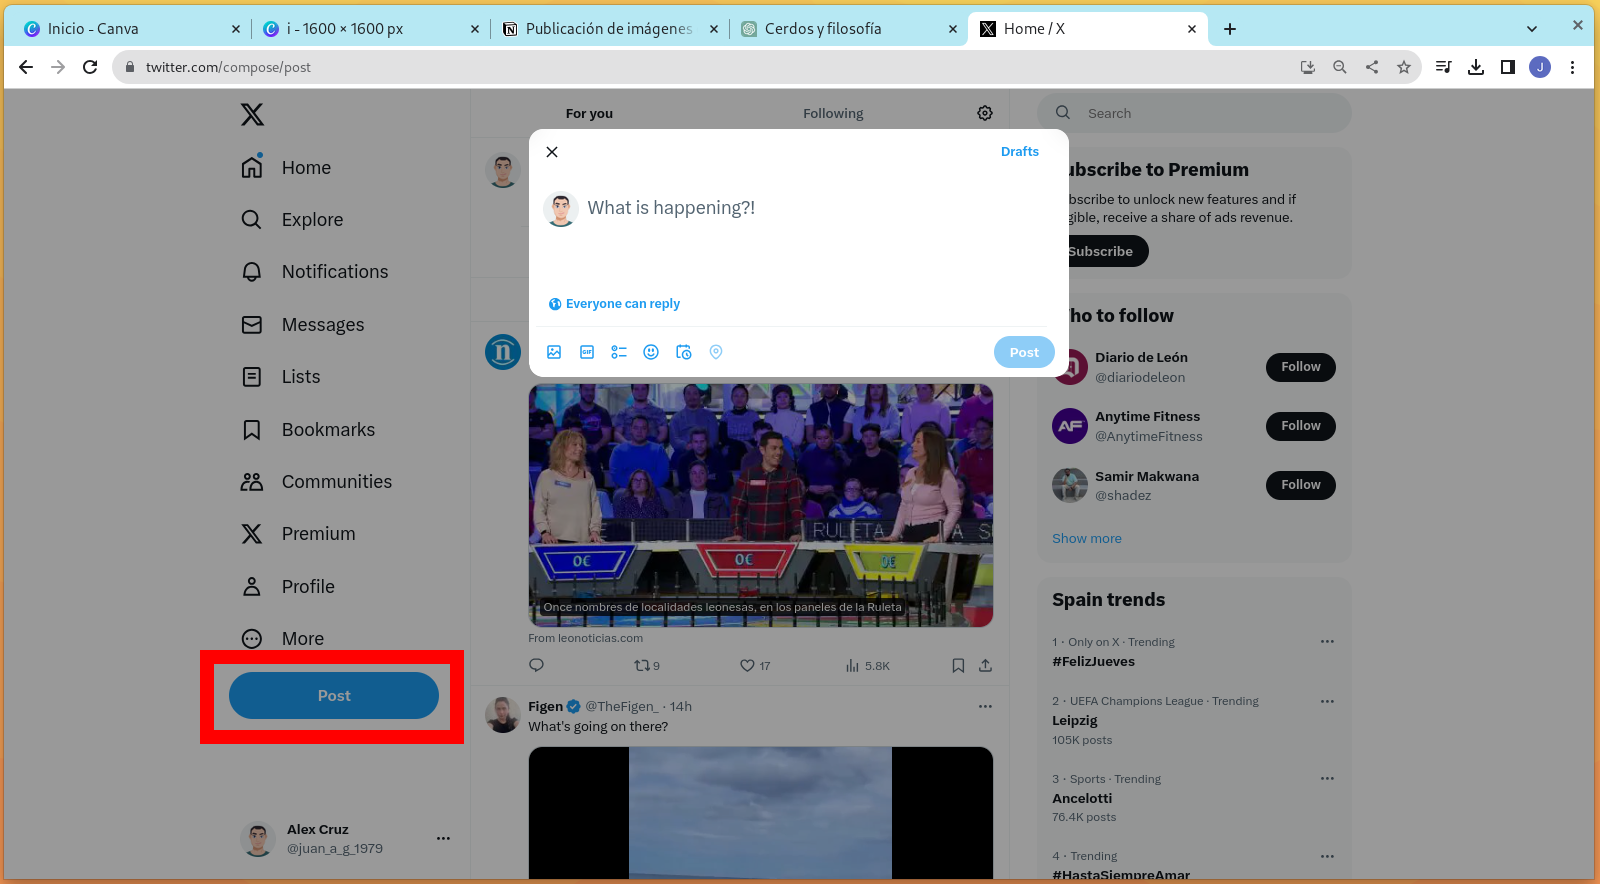 Inicio - Canva
i - 1600 × 1600 px
Publicación de imágenes
Cerdos y filosofía
Home / X
twitter.com/compose/post
J
Home
Explore
Notifications
Messages
Lists
Bookmarks
Communities
Premium
Profile
More
Post
Alex Cruz
@juan_a_g_1979
For you
Following
Drafts
What is happening?!
Everyone can reply
GIF
Post
n
RULETA
LA S
0€
0€
0€
Once nombres de localidades leonesas, en los paneles de la Ruleta
From leonoticias.com
9
17
5.8K
Figen @TheFigen_ · 14h
What's going on there?
Search
ubscribe to Premium
bscribe to unlock new features and if
gible, receive a share of ads revenue.
Subscribe
ho to follow
Diario de León
@diariodeleon
Follow
AF
Anytime Fitness
@AnytimeFitness
Follow
Samir Makwana
@shadez
Follow
Show more
Spain trends
1 · Only on X · Trending
#FelizJueves
2 · UEFA Champions League · Trending
Leipzig
105K posts
3 · Sports · Trending
Ancelotti
76.4K posts
4 · Trending
#HastaSiempreAmar